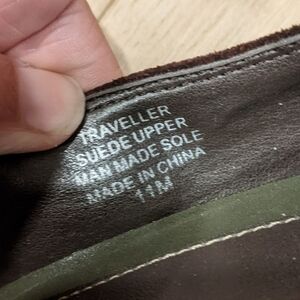 TRAVELLER
SUEDE UPPER
MAN MADE SOLE
MADE IN CHINA
11M